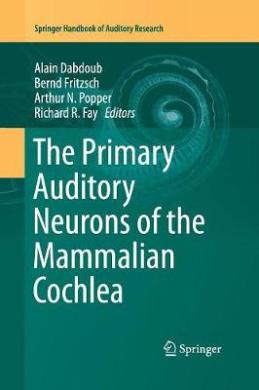 Springer Handbook of Auditory Research
Alain Dabdoub
Bernd Fritzsch
Arthur N. Popper
Richard R. Fay Editors
The Primary
Auditory
Neurons of the
Mammalian
Cochlea
Springer